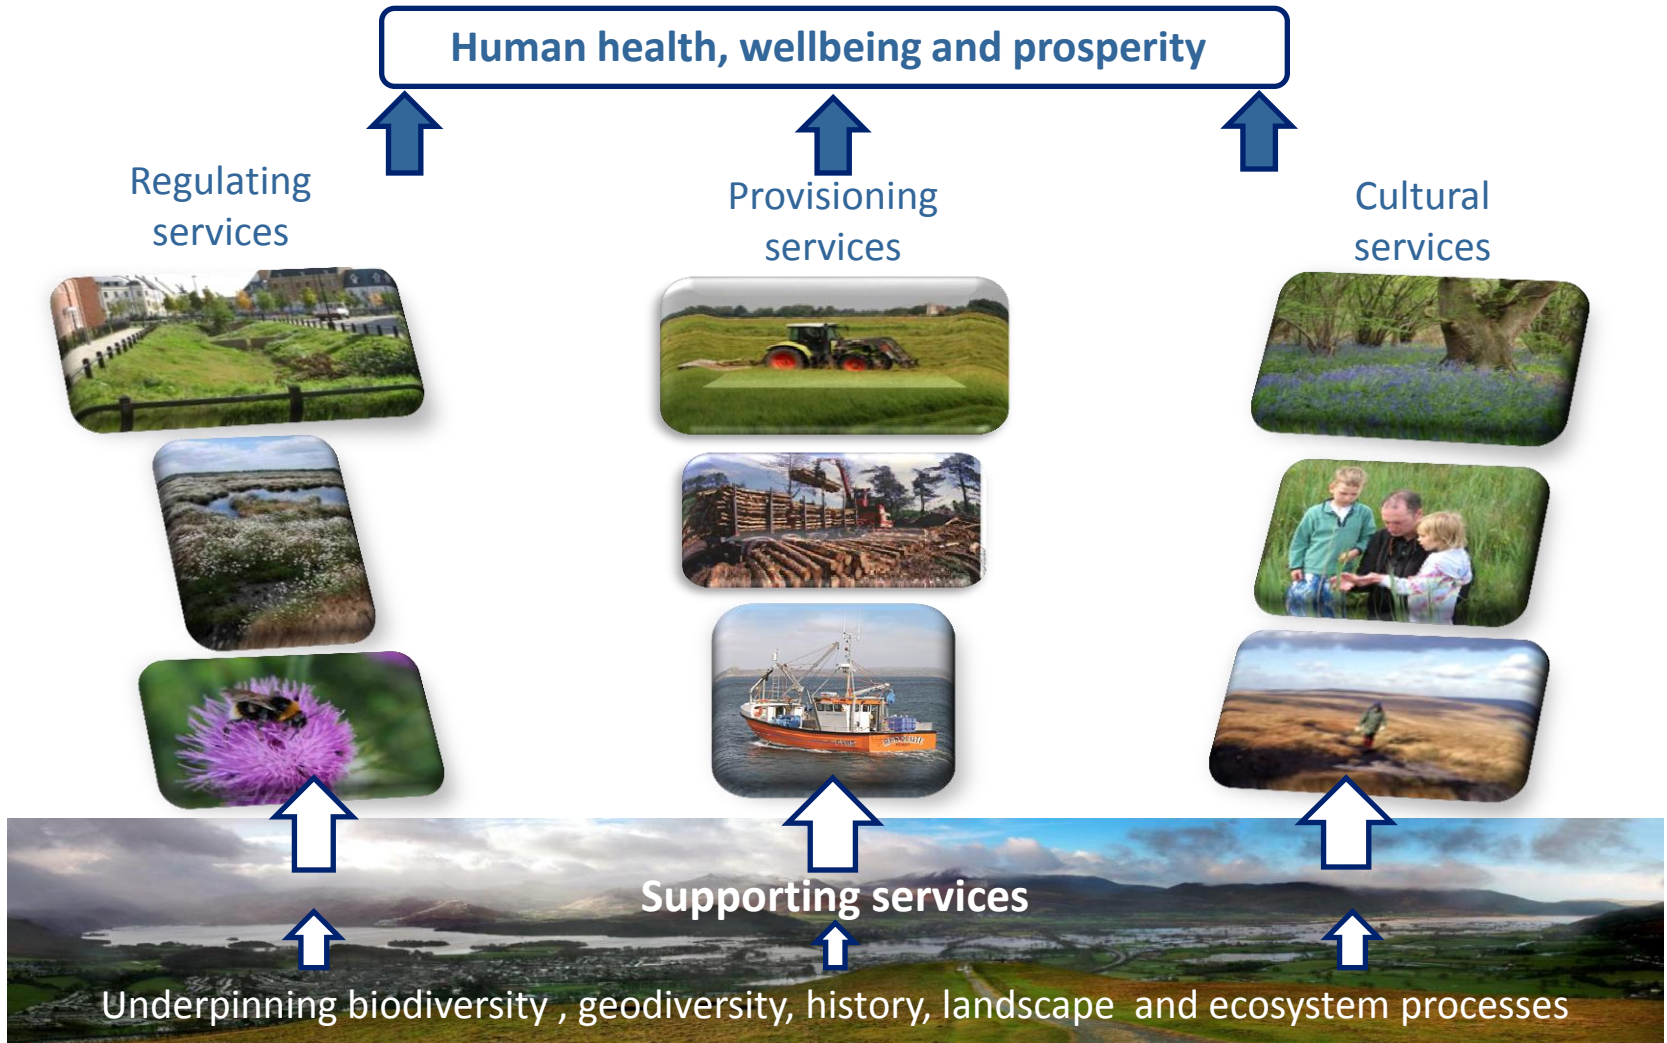 Human health, wellbeing and prosperity
Regulating
services
Provisioning
services
Cultural
services
RESOLUTE
Supporting services
Underpinning biodiversity , geodiversity, history, landscape  and ecosystem processes